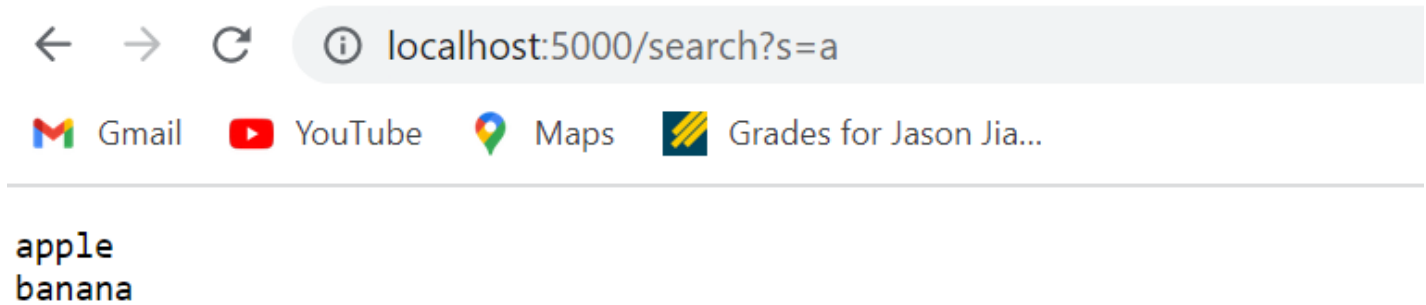 localhost:5000/search?s=a
Gmail YouTube Maps Grades for Jason Jia...
apple
banana